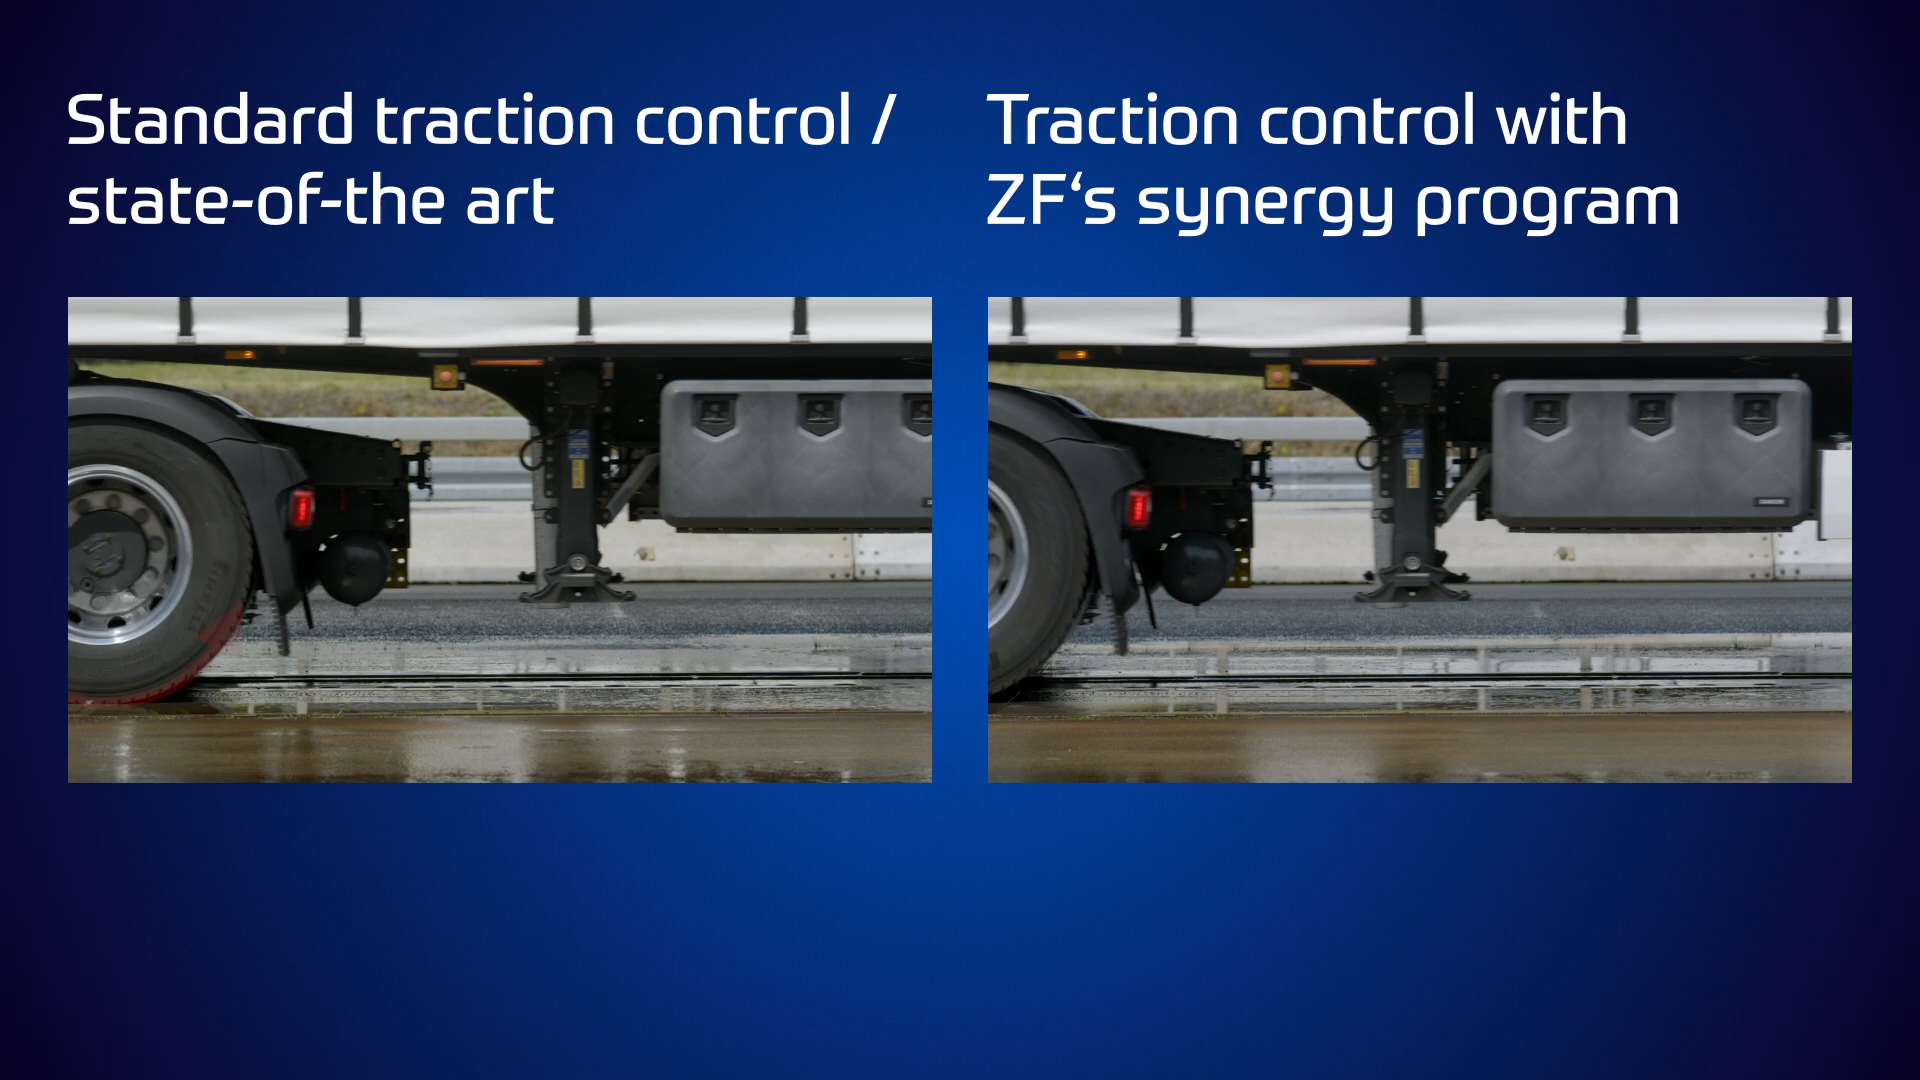 Standard traction control /
state-of-the art
Traction control with
ZF‘s synergy program